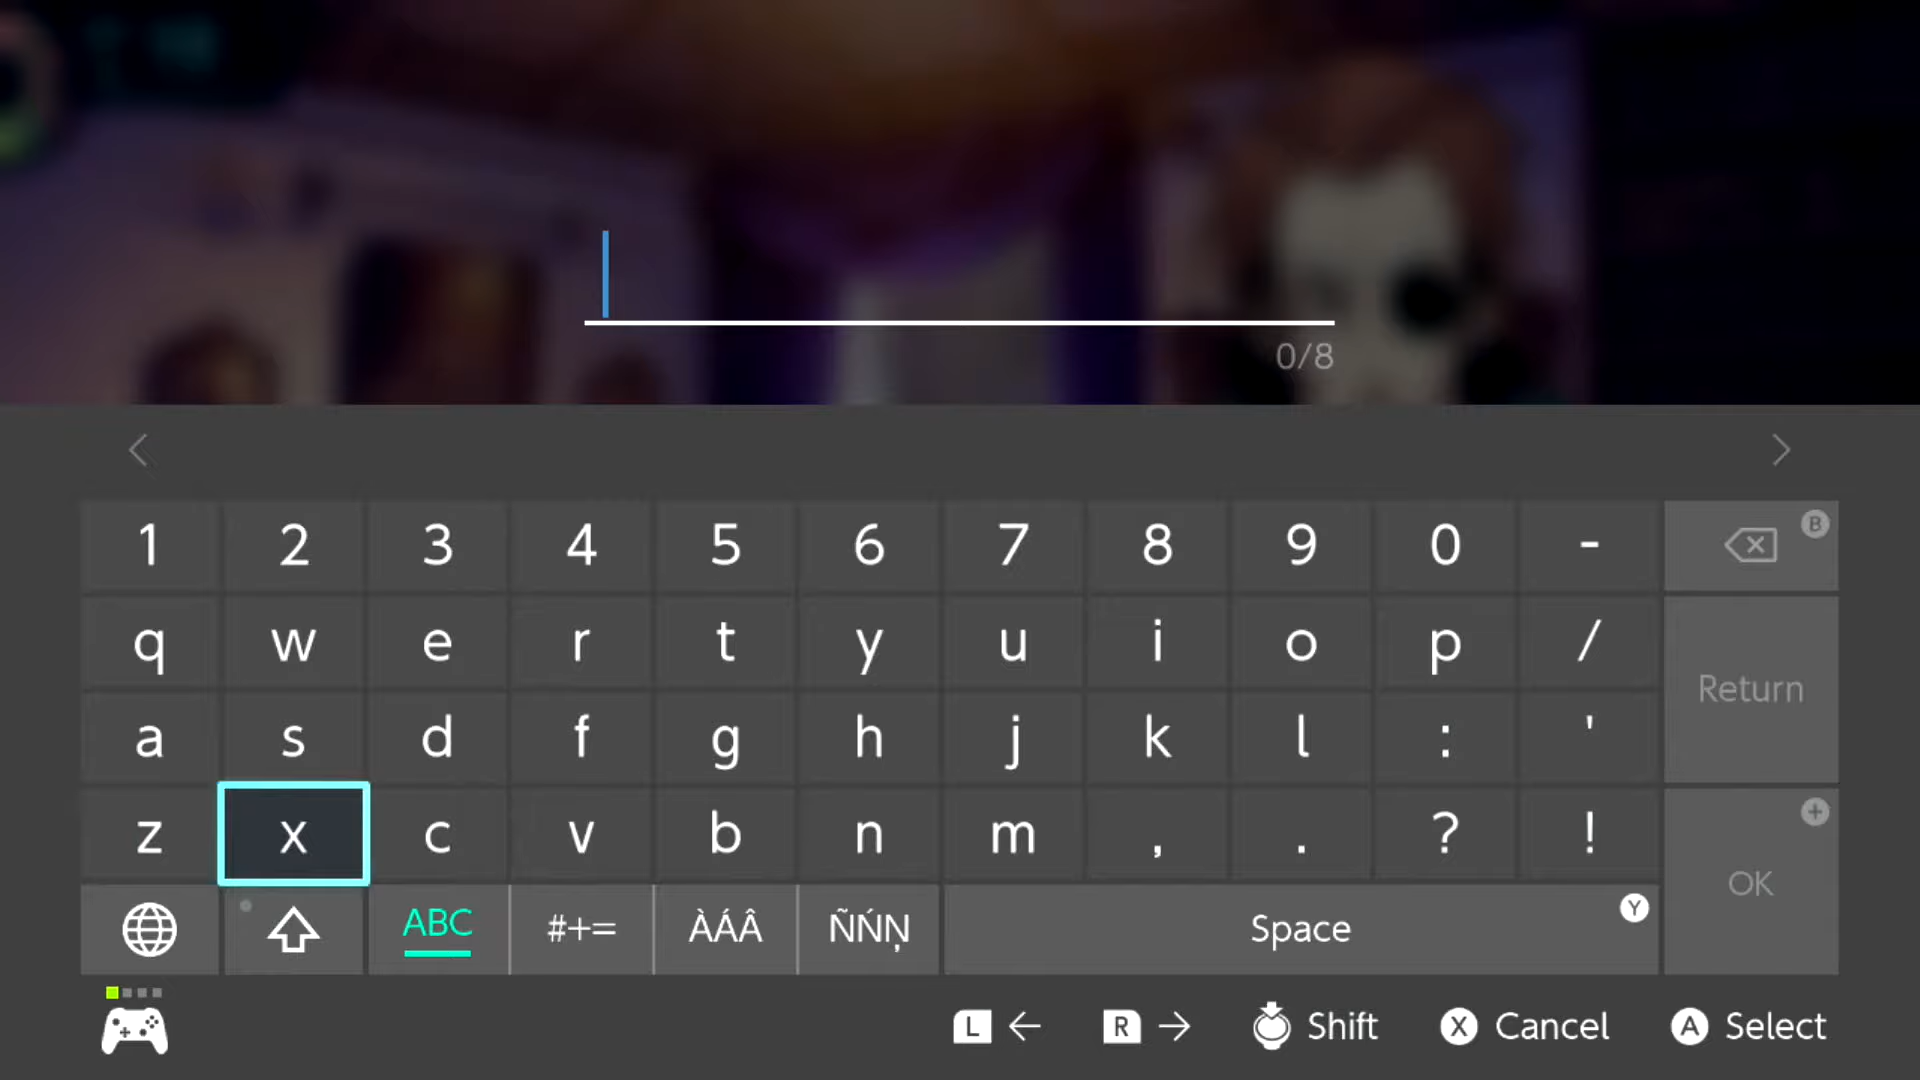 0/8
1 2 3 4 5 6 7 8 9 0 - B
q w e r t y u i o p /
Return
a s d f g h j k l : '
z x c v b n m , . ? ! +
OK
ABC #+= ÀÁÂ ÑŃŅ Space Y
L ← R → Shift X Cancel A Select